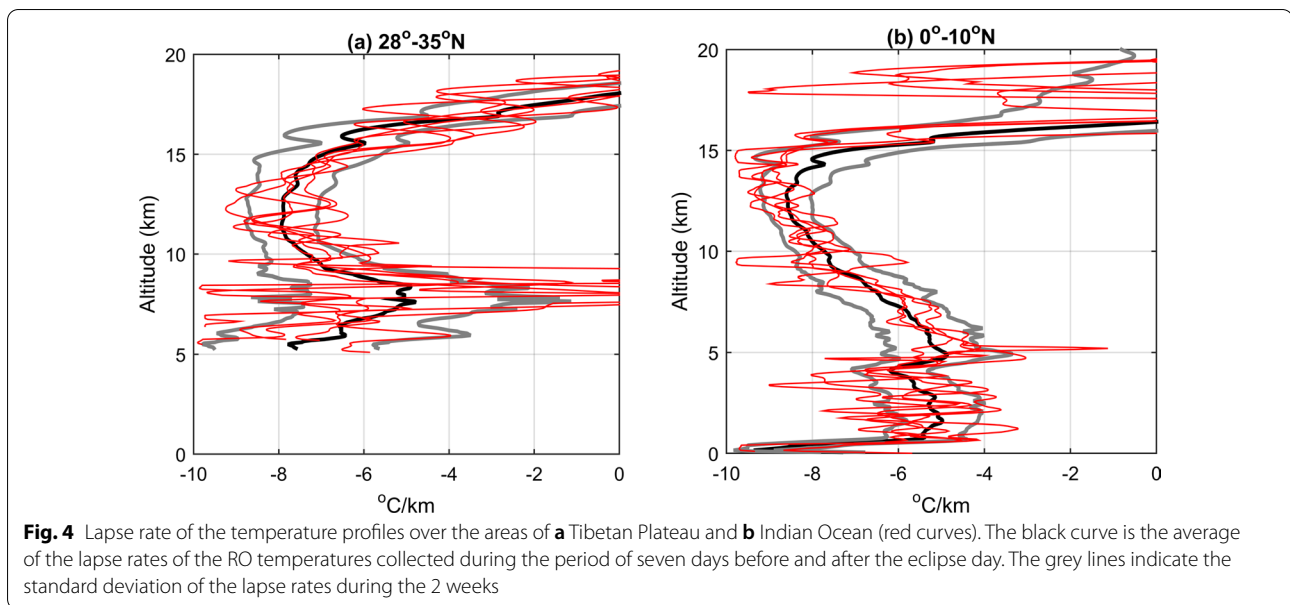 (a) 28°-35°N
(b) 0°-10°N
20
15
10
5
0
Altitude (km)
-10 -8 -6 -4 -2 0
°C/km
20
15
10
5
0
Altitude (km)
-10 -8 -6 -4 -2 0
°C/km
Fig. 4 Lapse rate of the temperature profiles over the areas of a Tibetan Plateau and b Indian Ocean (red curves). The black curve is the average
of the lapse rates of the RO temperatures collected during the period of seven days before and after the eclipse day. The grey lines indicate the
standard deviation of the lapse rates during the 2 weeks